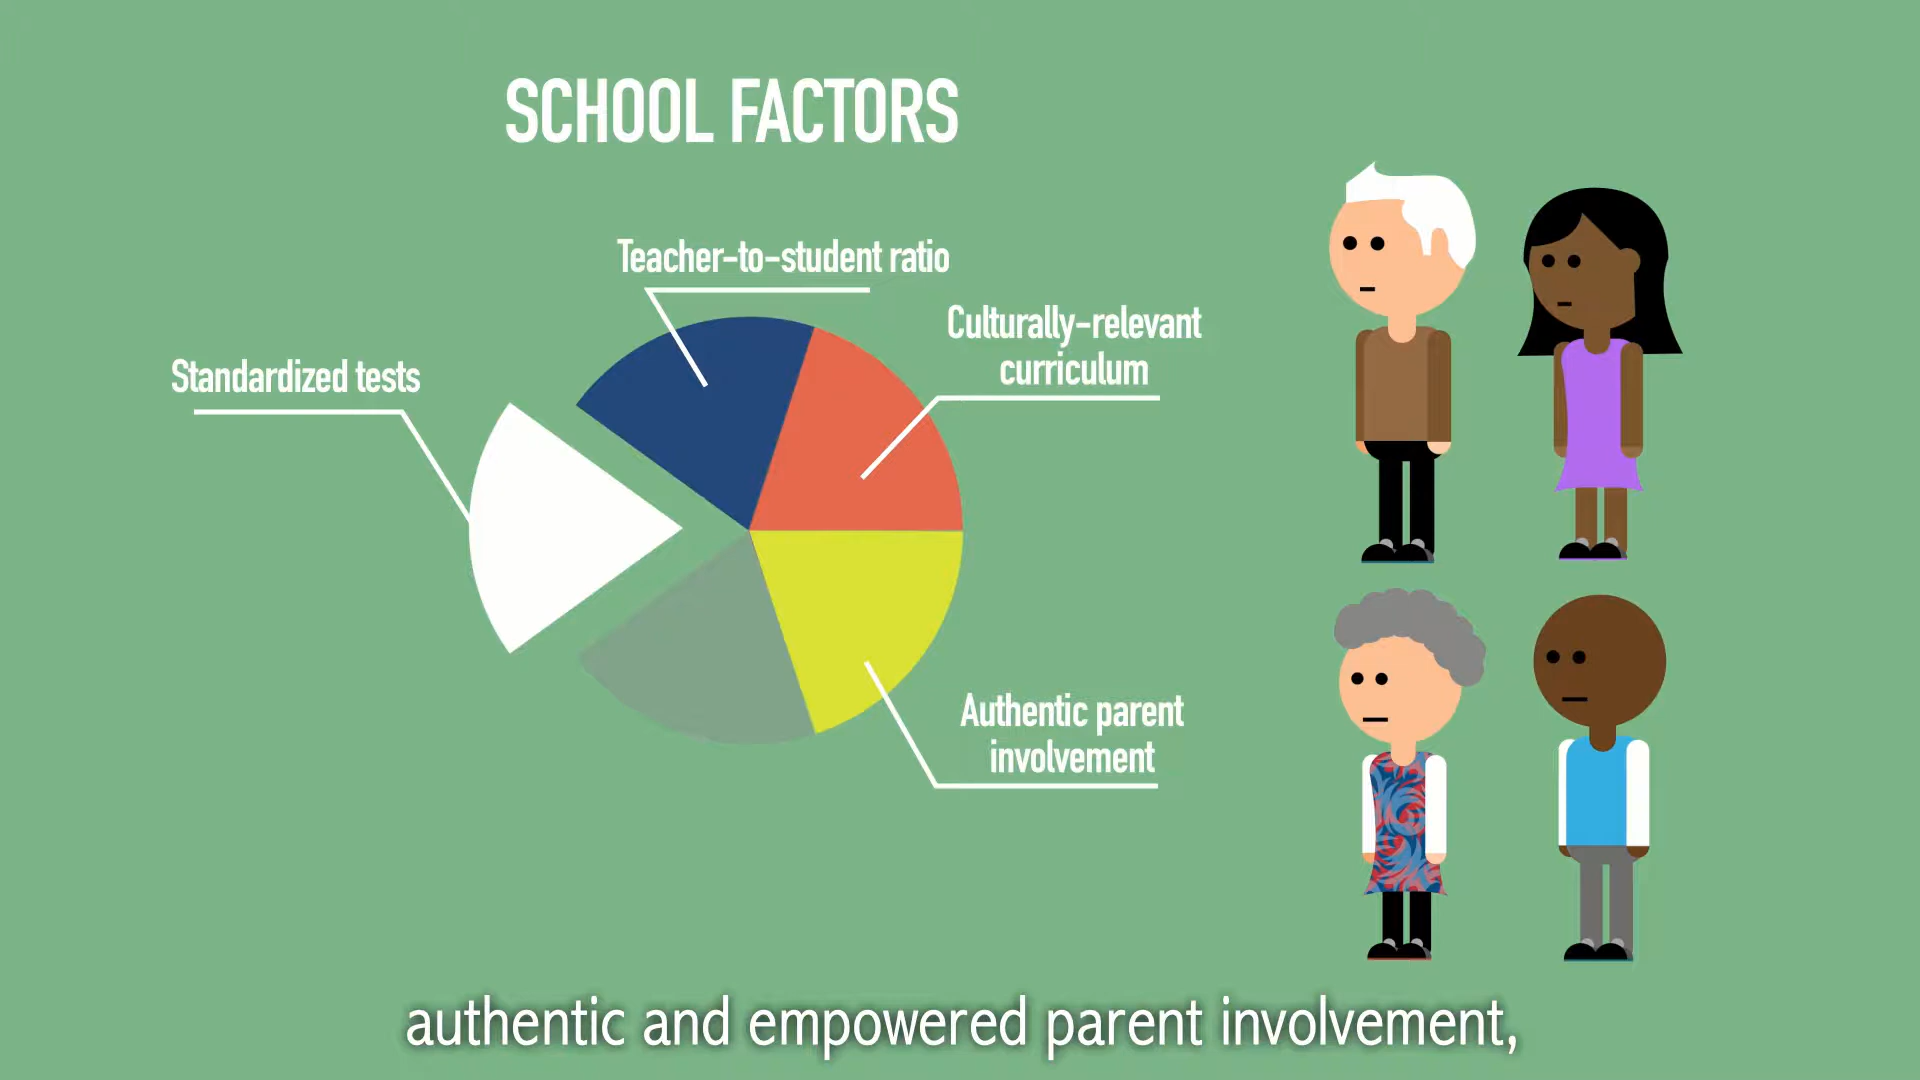 SCHOOL FACTORS
Teacher-to-student ratio
Culturally-relevant
curriculum
Standardized tests
Authentic parent
involvement
authentic and empowered parent involvement,